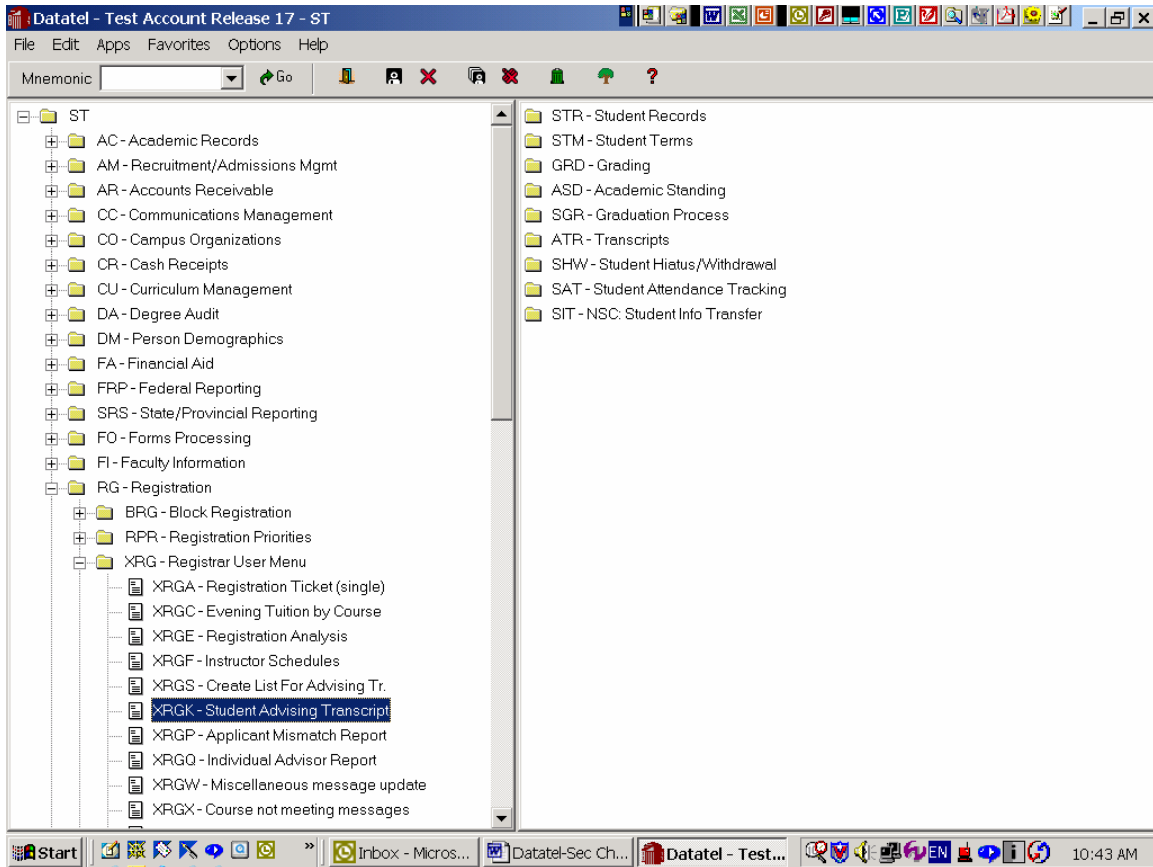 Datatel - Test Account Release 17 - ST
File Edit Apps Favorites Options Help
Mnemonic Go ?
ST
AC - Academic Records
AM - Recruitment/Admissions Mgmt
AR - Accounts Receivable
CC - Communications Management
CO - Campus Organizations
CR - Cash Receipts
CU - Curriculum Management
DA - Degree Audit
DM - Person Demographics
FA - Financial Aid
FRP - Federal Reporting
SRS - State/Provincial Reporting
FO - Forms Processing
FI - Faculty Information
RG - Registration
BRG - Block Registration
RPR - Registration Priorities
XRG - Registrar User Menu
XRGA - Registration Ticket (single)
XRGC - Evening Tuition by Course
XRGE - Registration Analysis
XRGF - Instructor Schedules
XRGS - Create List For Advising Tr.
XRGK - Student Advising Transcript
XRGP - Applicant Mismatch Report
XRGQ - Individual Advisor Report
XRGW - Miscellaneous message update
XRGX - Course not meeting messages
STR - Student Records
STM - Student Terms
GRD - Grading
ASD - Academic Standing
SGR - Graduation Process
ATR - Transcripts
SHW - Student Hiatus/Withdrawal
SAT - Student Attendance Tracking
SIT - NSC: Student Info Transfer
Start » Inbox - Micros... Datatel-Sec Ch... Datatel - Test... EN 10:43 AM